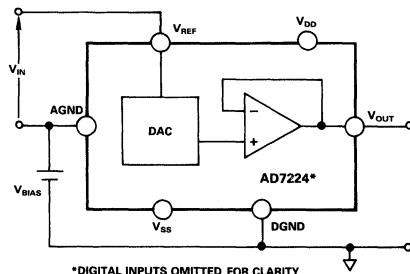 V_REF
V_DD
V_IN
AGND
DAC
−
+
V_OUT
AD7224*
V_BIAS
V_SS
DGND
*DIGITAL INPUTS OMITTED FOR CLARITY